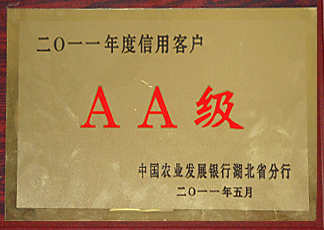 二〇一一年度信用客户
AA级
中国农业发展银行湖北省分行
二〇一一年五月